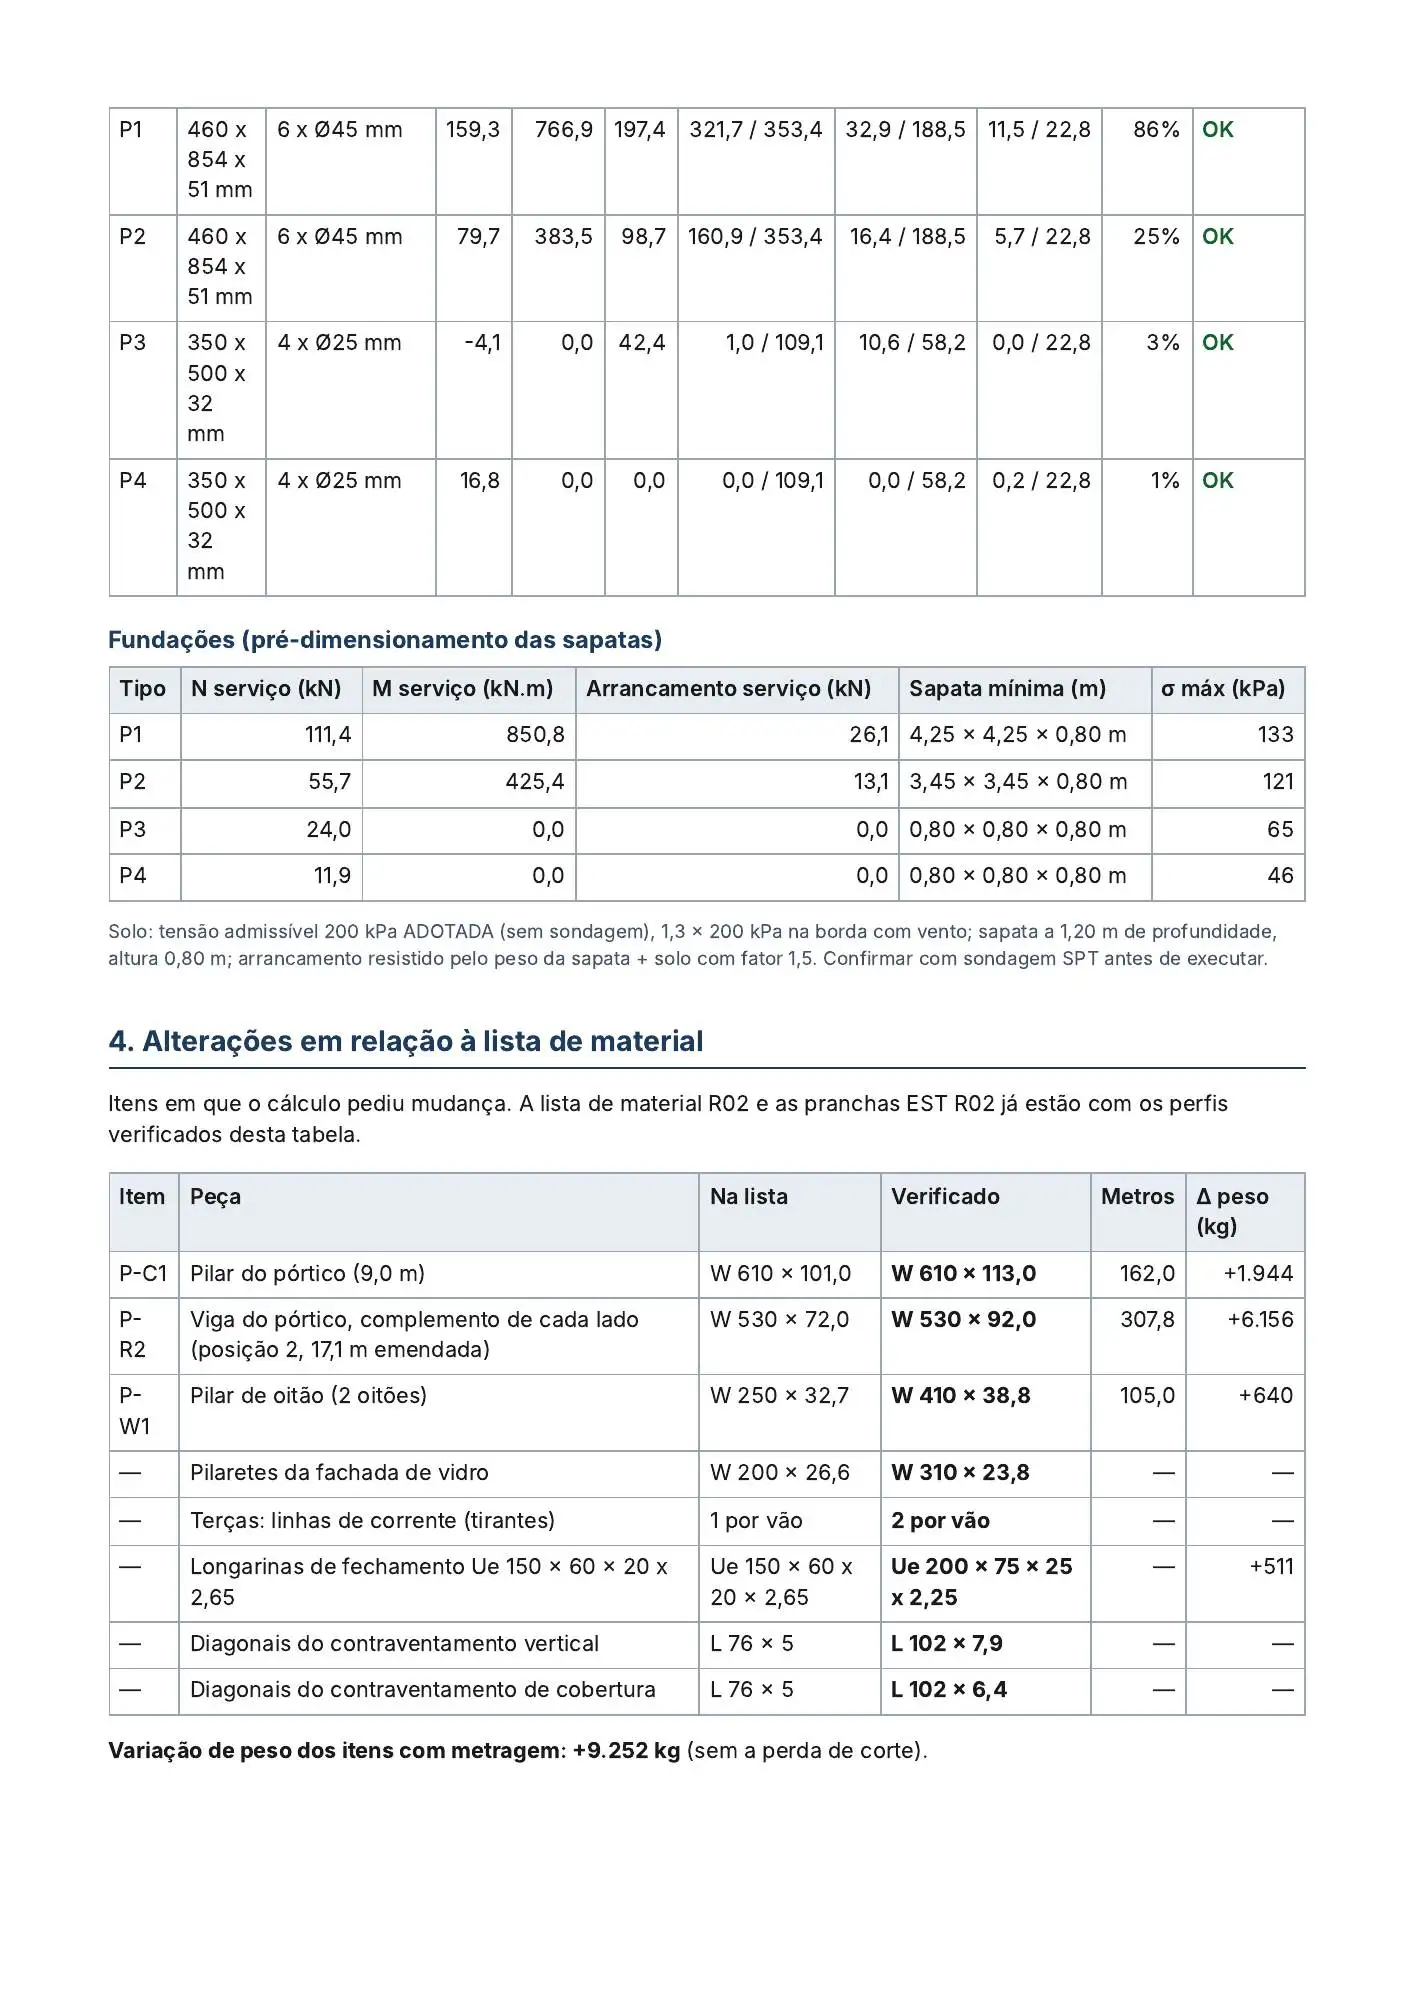 P1 460 x 6 x Ø45 mm 159,3 766,9 197,4 321,7 / 353,4 32,9 / 188,5 11,5 / 22,8 86% OK
854 x
51 mm
P2 460 x 6 x Ø45 mm 79,7 383,5 98,7 160,9 / 353,4 16,4 / 188,5 5,7 / 22,8 25% OK
854 x
51 mm
P3 350 x 4 x Ø25 mm -4,1 0,0 42,4 1,0 / 109,1 10,6 / 58,2 0,0 / 22,8 3% OK
500 x
32
mm
P4 350 x 4 x Ø25 mm 16,8 0,0 0,0 0,0 / 109,1 0,0 / 58,2 0,2 / 22,8 1% OK
500 x
32
mm
Fundações (pré-dimensionamento das sapatas)
Tipo N serviço (kN) M serviço (kN.m) Arrancamento serviço (kN) Sapata mínima (m) σ máx (kPa)
P1 111,4 850,8 26,1 4,25 × 4,25 × 0,80 m 133
P2 55,7 425,4 13,1 3,45 × 3,45 × 0,80 m 121
P3 24,0 0,0 0,0 0,80 × 0,80 × 0,80 m 65
P4 11,9 0,0 0,0 0,80 × 0,80 × 0,80 m 46
Solo: tensão admissível 200 kPa ADOTADA (sem sondagem), 1,3 × 200 kPa na borda com vento; sapata a 1,20 m de profundidade,
altura 0,80 m; arrancamento resistido pelo peso da sapata + solo com fator 1,5. Confirmar com sondagem SPT antes de executar.
4. Alterações em relação à lista de material
Itens em que o cálculo pediu mudança. A lista de material R02 e as pranchas EST R02 já estão com os perfis
verificados desta tabela.
Item Peça Na lista Verificado Metros Δ peso
(kg)
P-C1 Pilar do pórtico (9,0 m) W 610 × 101,0 W 610 × 113,0 162,0 +1.944
P- Viga do pórtico, complemento de cada lado W 530 × 72,0 W 530 × 92,0 307,8 +6.156
R2 (posição 2, 17,1 m emendada)
P- Pilar de oitão (2 oitões) W 250 × 32,7 W 410 × 38,8 105,0 +640
W1
— Pilaretes da fachada de vidro W 200 × 26,6 W 310 × 23,8 — —
— Terças: linhas de corrente (tirantes) 1 por vão 2 por vão — —
— Longarinas de fechamento Ue 150 × 60 × 20 x Ue 150 × 60 x Ue 200 × 75 × 25 — +511
2,65 20 × 2,65 x 2,25
— Diagonais do contraventamento vertical L 76 × 5 L 102 × 7,9 — —
— Diagonais do contraventamento de cobertura L 76 × 5 L 102 × 6,4 — —
Variação de peso dos itens com metragem: +9.252 kg (sem a perda de corte).